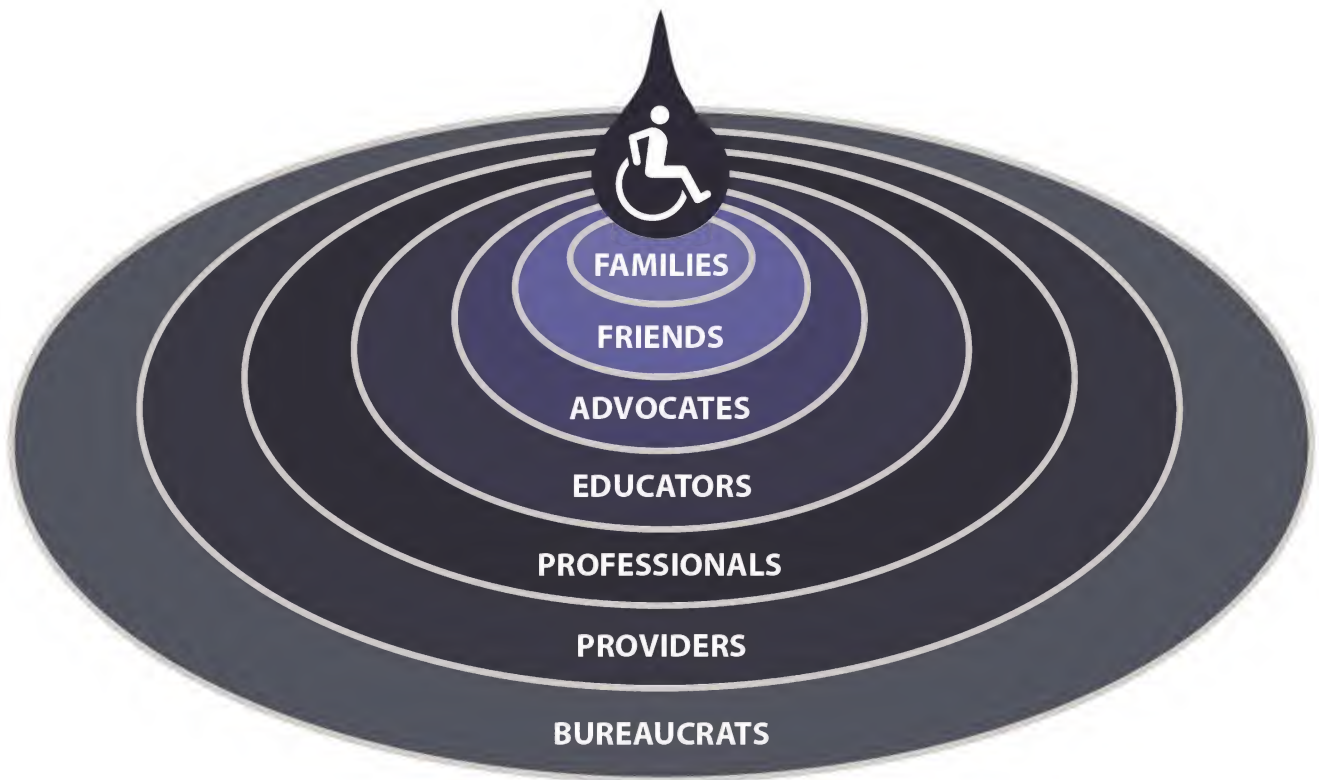 FAMILIES
FRIENDS
ADVOCATES
EDUCATORS
PROFESSIONALS
PROVIDERS
BUREAUCRATS